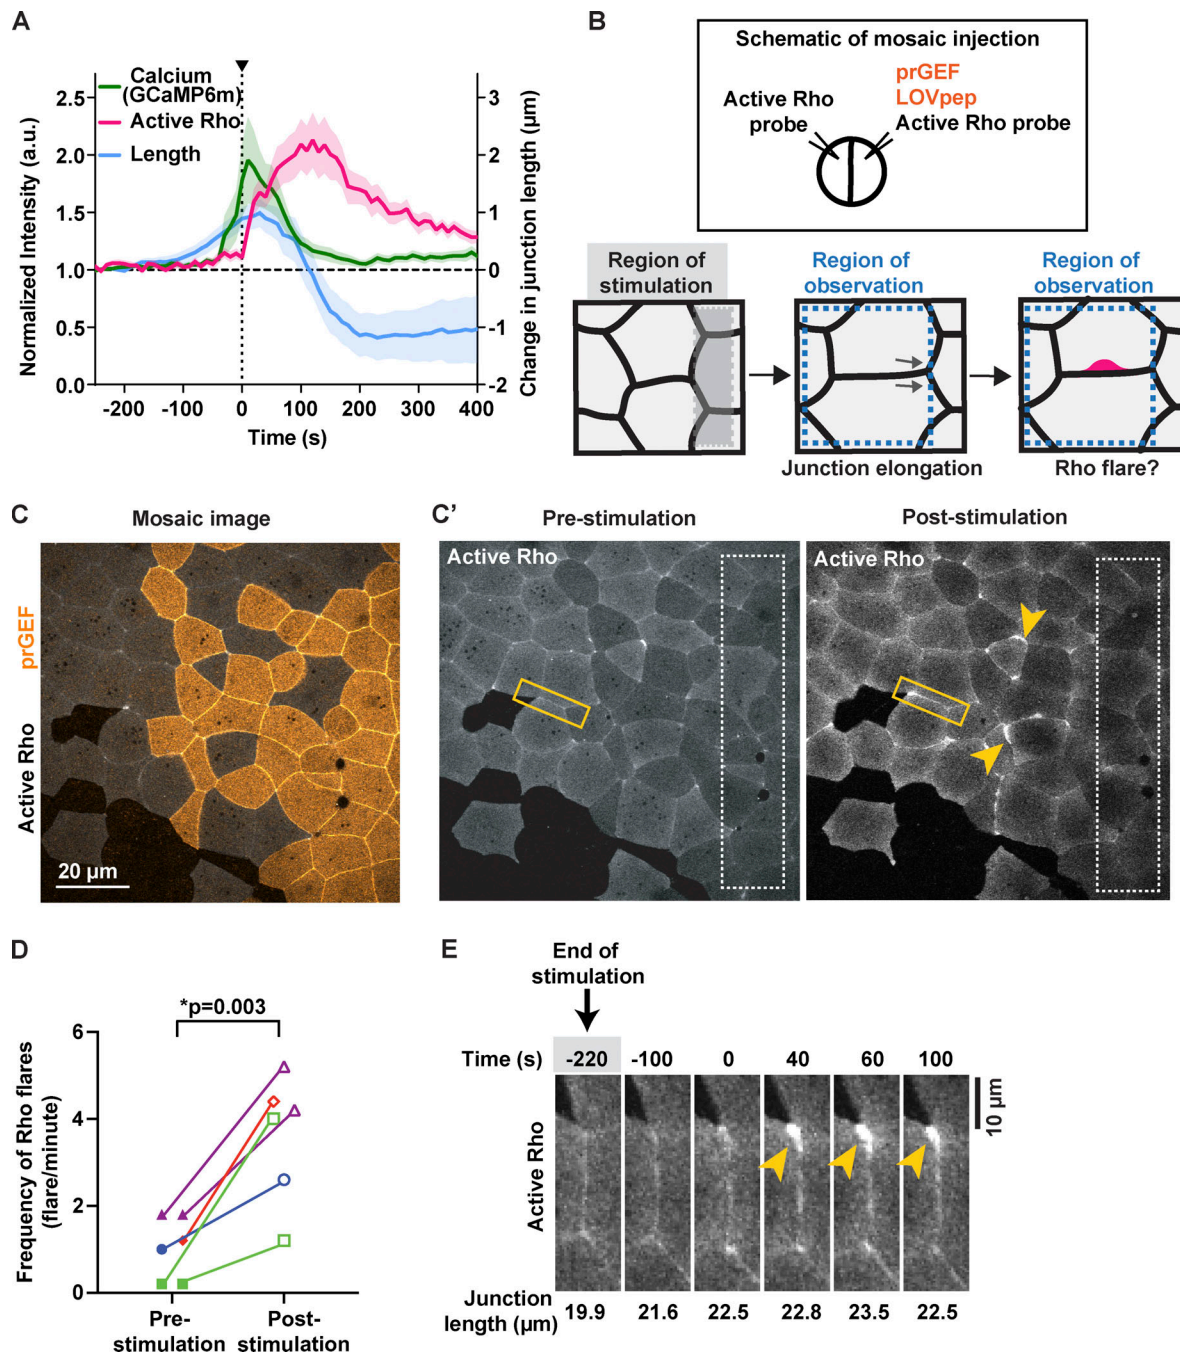 A
Calcium
(GCaMP6m)
Active Rho
Length
Normalized Intensity (a.u.)
2.5
2.0
1.5
1.0
0.5
0.0
Change in junction length (µm)
3
2
1
0
-1
-2
-200
-100
0
100
200
300
400
Time (s)
B
Schematic of mosaic injection
prGEF
LOVpep
Active Rho
probe
Active Rho probe
Region of
stimulation
Region of
observation
Region of
observation
Junction elongation
Rho flare?
C
Mosaic image
Active Rho prGEF
20 µm
C'
Pre-stimulation
Post-stimulation
Active Rho
Active Rho
D
*p=0.003
Frequency of Rho flares
(flare/minute)
6
4
2
0
Pre-
stimulation
Post-
stimulation
E
End of
stimulation
Time (s)
-220
-100
0
40
60
100
Active Rho
10 µm
Junction
length (µm)
19.9
21.6
22.5
22.8
23.5
22.5